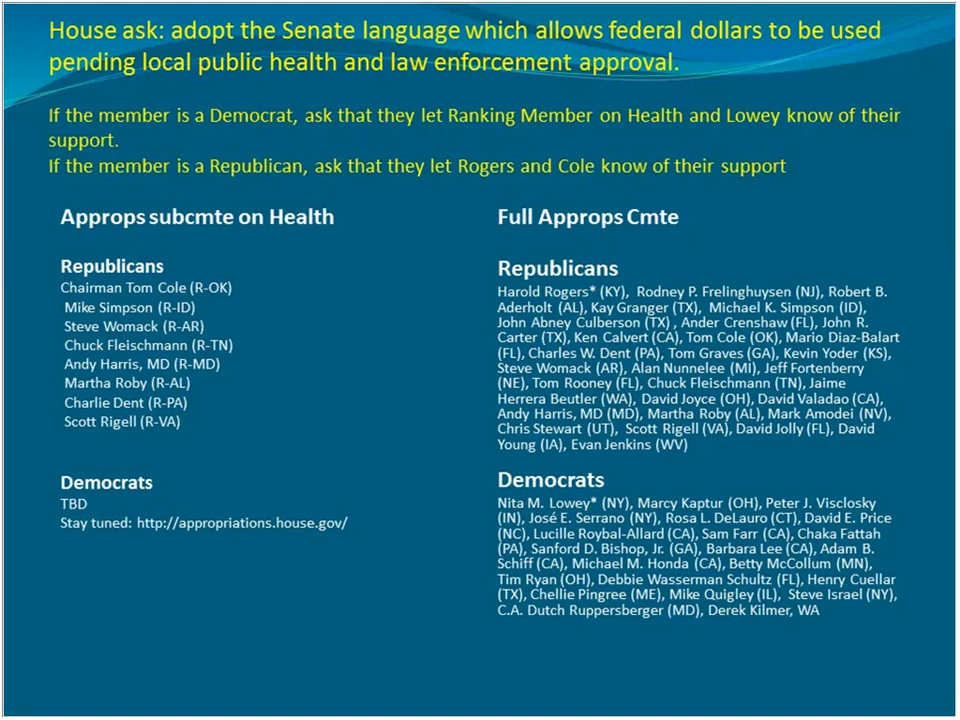 House ask: adopt the Senate language which allows federal dollars to be used
pending local public health and law enforcement approval.
If the member is a Democrat, ask that they let Ranking Member on Health and Lowey know of their
support.
If the member is a Republican, ask that they let Rogers and Cole know of their support
Approps subcmte on Health
Republicans
Chairman Tom Cole (R-OK)
Mike Simpson (R-ID)
Steve Womack (R-AR)
Chuck Fleischmann (R-TN)
Andy Harris, MD (R-MD)
Martha Roby (R-AL)
Charlie Dent (R-PA)
Scott Rigell (R-VA)
Democrats
TBD
Stay tuned: http://appropriations.house.gov/
Full Approps Cmte
Republicans
Harold Rogers* (KY), Rodney P. Frelinghuysen (NJ), Robert B.
Aderholt (AL), Kay Granger (TX), Michael K. Simpson (ID),
John Abney Culberson (TX) , Ander Crenshaw (FL), John R.
Carter (TX), Ken Calvert (CA), Tom Cole (OK), Mario Diaz-Balart
(FL), Charles W. Dent (PA), Tom Graves (GA), Kevin Yoder (KS),
Steve Womack (AR), Alan Nunnelee (MI), Jeff Fortenberry
(NE), Tom Rooney (FL), Chuck Fleischmann (TN), Jaime
Herrera Beutler (WA), David Joyce (OH), David Valadao (CA),
Andy Harris, MD (MD), Martha Roby (AL), Mark Amodei (NV),
Chris Stewart (UT), Scott Rigell (VA), David Jolly (FL), David
Young (IA), Evan Jenkins (WV)
Democrats
Nita M. Lowey* (NY), Marcy Kaptur (OH), Peter J. Visclosky
(IN), José E. Serrano (NY), Rosa L. DeLauro (CT), David E. Price
(NC), Lucille Roybal-Allard (CA), Sam Farr (CA), Chaka Fattah
(PA), Sanford D. Bishop, Jr. (GA), Barbara Lee (CA), Adam B.
Schiff (CA), Michael M. Honda (CA), Betty McCollum (MN),
Tim Ryan (OH), Debbie Wasserman Schultz (FL), Henry Cuellar
(TX), Chellie Pingree (ME), Mike Quigley (IL), Steve Israel (NY),
C.A. Dutch Ruppersberger (MD), Derek Kilmer, WA